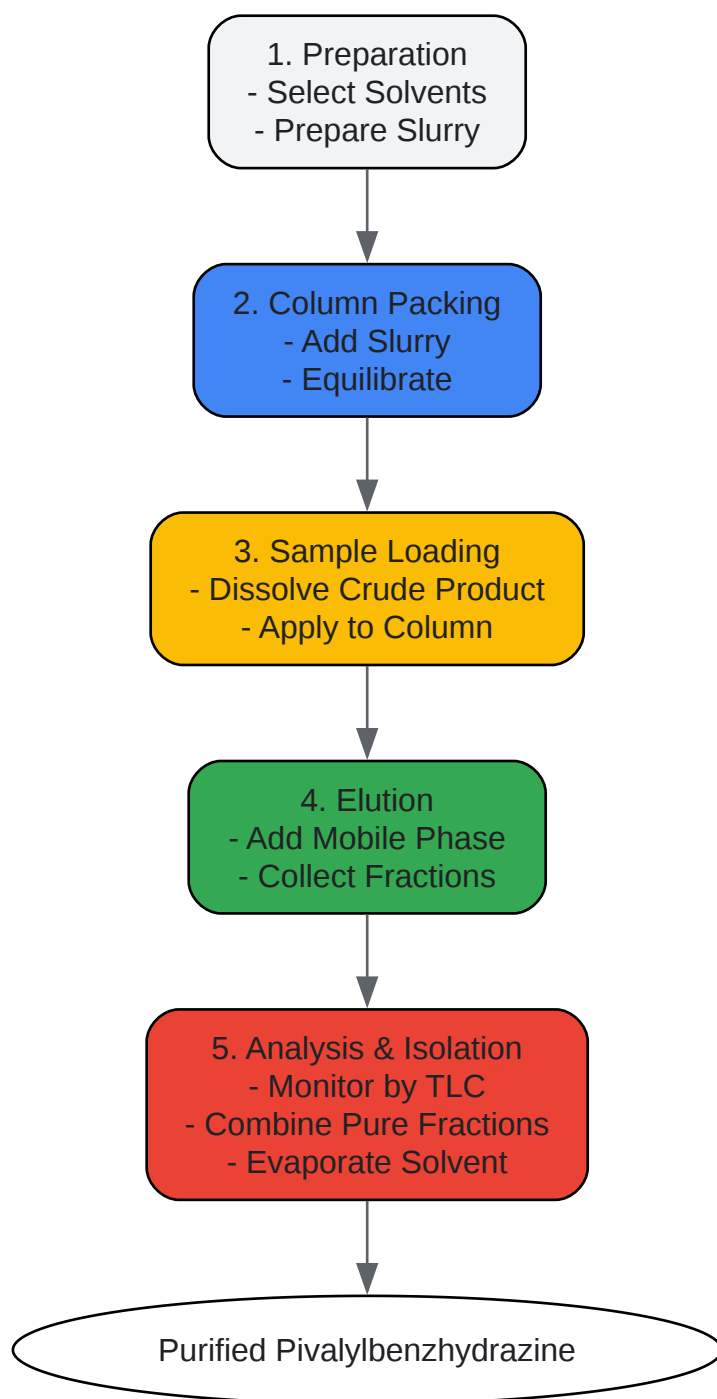 1. Preparation
- Select Solvents
- Prepare Slurry
2. Column Packing
- Add Slurry
- Equilibrate
3. Sample Loading
- Dissolve Crude Product
- Apply to Column
4. Elution
- Add Mobile Phase
- Collect Fractions
5. Analysis & Isolation
- Monitor by TLC
- Combine Pure Fractions
- Evaporate Solvent
Purified Pivalylbenzhydrazine